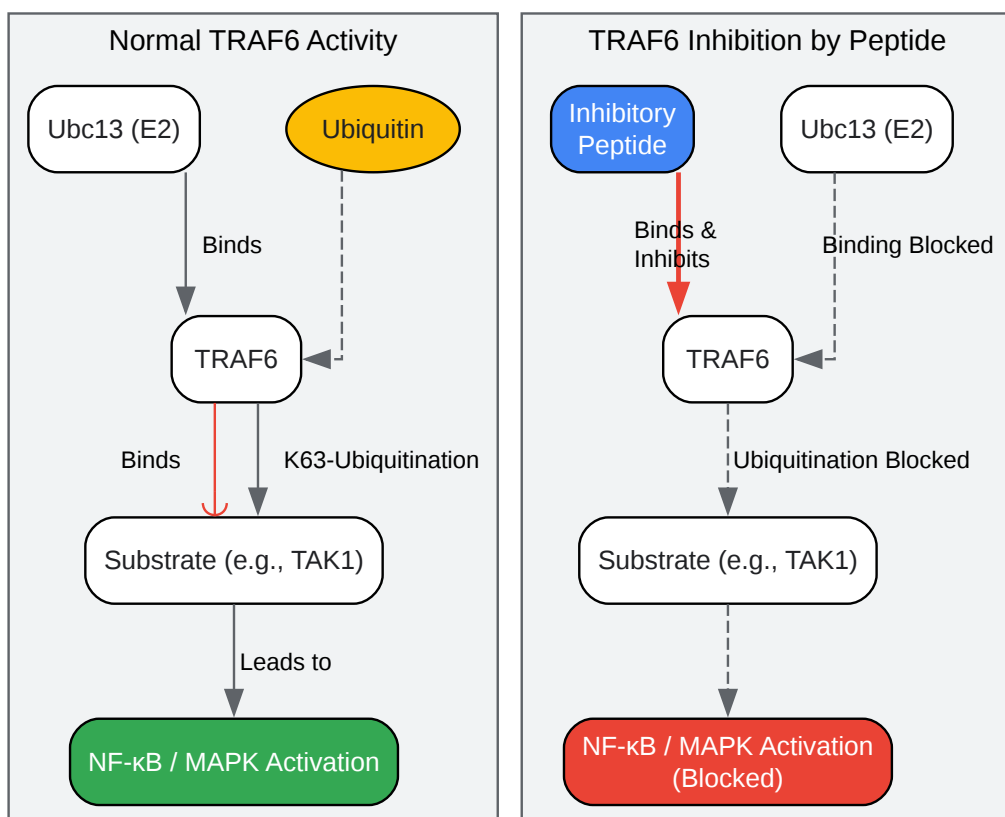 Normal TRAF6 Activity
Ubc13 (E2)
Ubiquitin
Binds
TRAF6
Binds
K63-Ubiquitination
Substrate (e.g., TAK1)
Leads to
NF-κB / MAPK Activation
TRAF6 Inhibition by Peptide
Inhibitory
Peptide
Ubc13 (E2)
Binds &
Inhibits
Binding Blocked
TRAF6
Ubiquitination Blocked
Substrate (e.g., TAK1)
NF-κB / MAPK Activation
(Blocked)